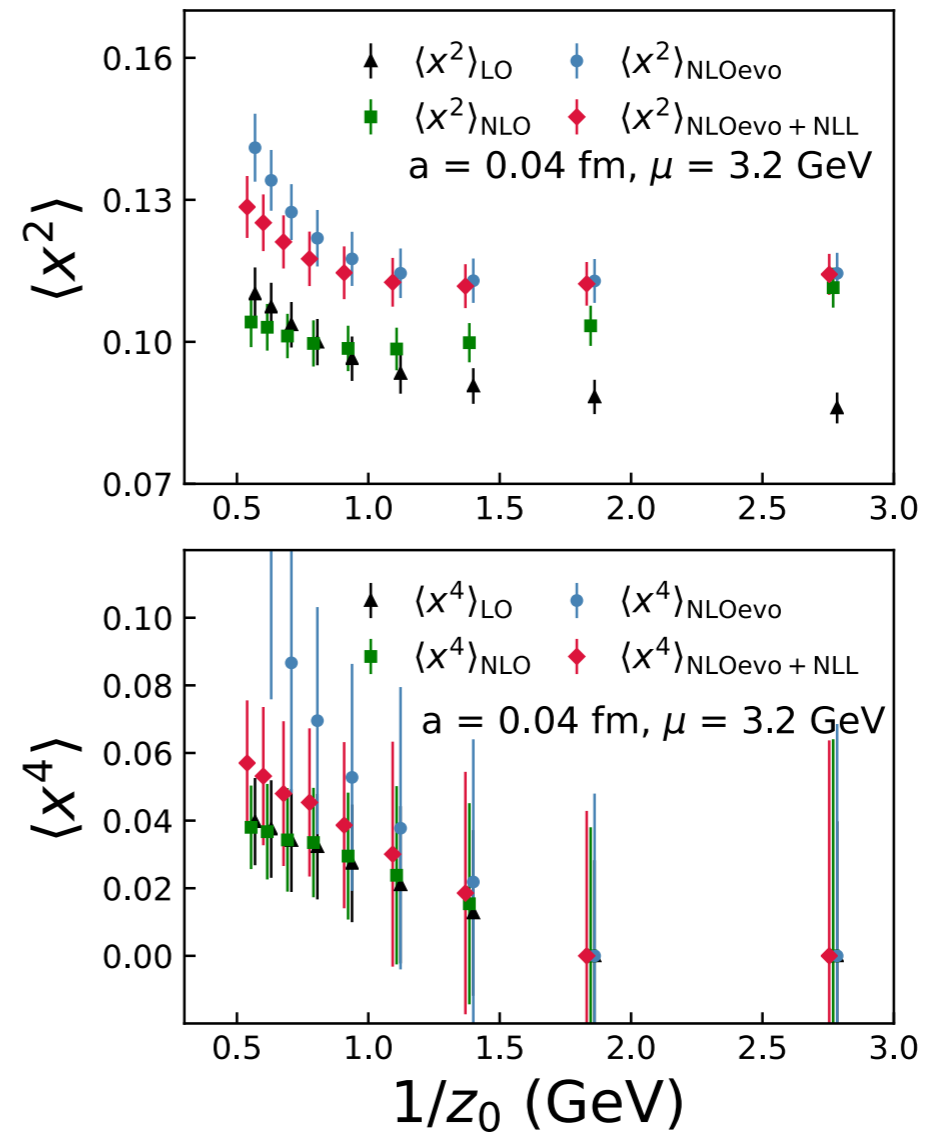 ⟨x²⟩
0.16
0.13
0.10
0.07
⟨x²⟩LO ⟨x²⟩NLOevo
⟨x²⟩NLO ⟨x²⟩NLOevo + NLL
a = 0.04 fm, μ = 3.2 GeV
0.5 1.0 1.5 2.0 2.5 3.0
⟨x⁴⟩
0.10
0.08
0.06
0.04
0.02
0.00
⟨x⁴⟩LO ⟨x⁴⟩NLOevo
⟨x⁴⟩NLO ⟨x⁴⟩NLOevo + NLL
a = 0.04 fm, μ = 3.2 GeV
0.5 1.0 1.5 2.0 2.5 3.0
1/z₀ (GeV)